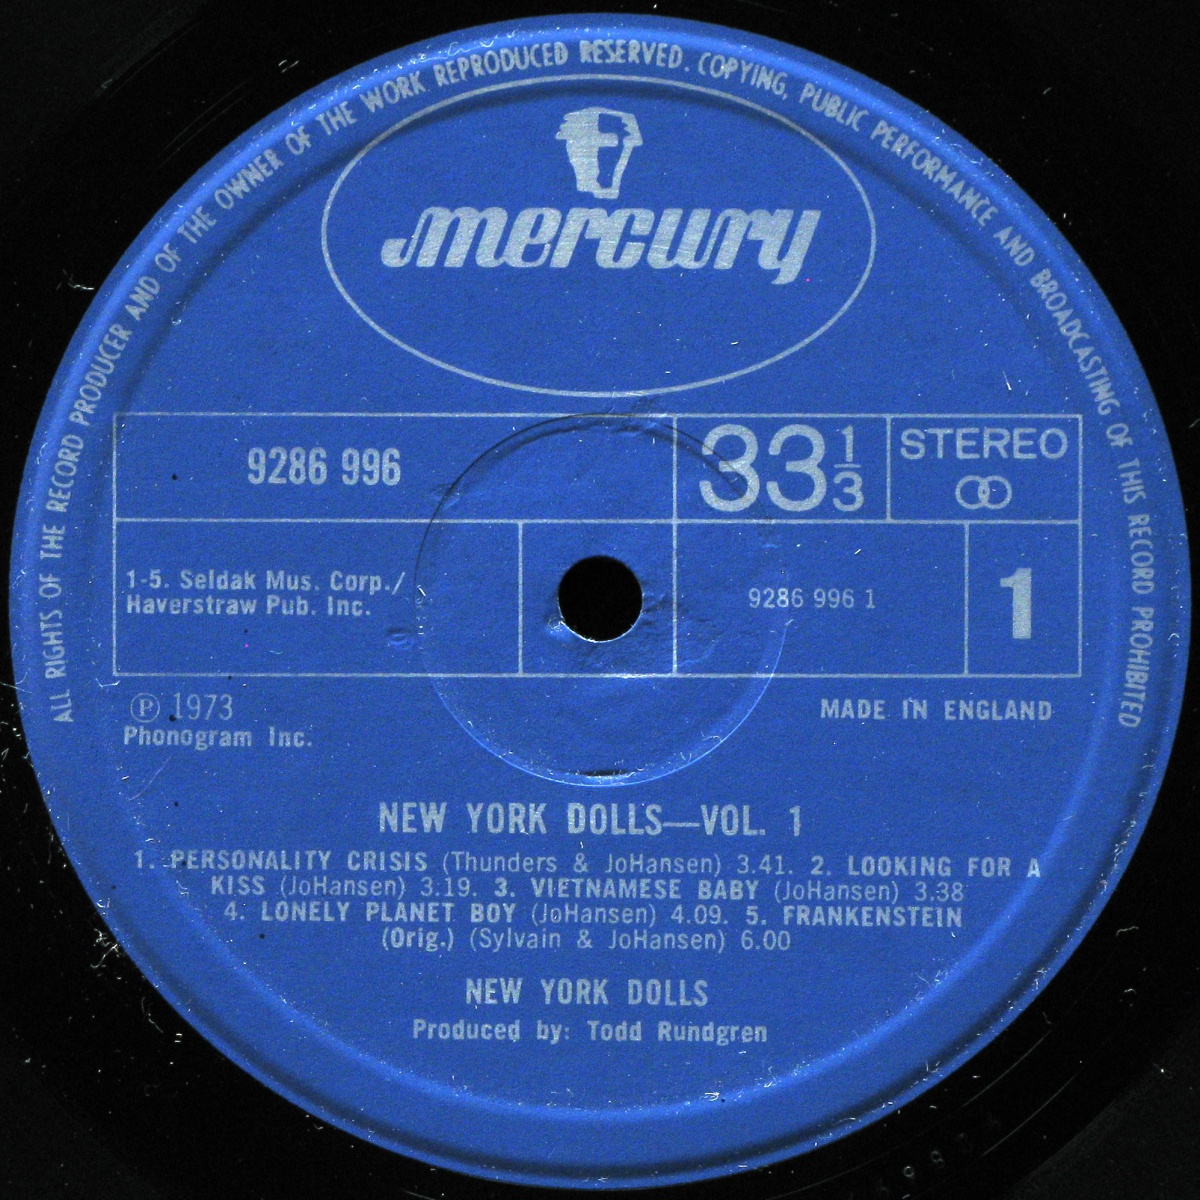 ALL RIGHTS OF THE RECORD PRODUCER AND OF THE OWNER OF THE WORK REPRODUCED RESERVED. COPYING, PUBLIC PERFORMANCE AND BROADCASTING OF THIS RECORD PROHIBITED
mercury
9286 996
33 1/3
STEREO
1-5. Seldak Mus. Corp./
Haverstraw Pub. Inc.
9286 996 1
1
Ⓟ 1973
Phonogram Inc.
MADE IN ENGLAND
NEW YORK DOLLS—VOL. 1
1. PERSONALITY CRISIS (Thunders & JoHansen) 3.41. 2. LOOKING FOR A
KISS (JoHansen) 3.19. 3. VIETNAMESE BABY (JoHansen) 3.38
4. LONELY PLANET BOY (JoHansen) 4.09. 5. FRANKENSTEIN
(Orig.) (Sylvain & JoHansen) 6.00
NEW YORK DOLLS
Produced by: Todd Rundgren